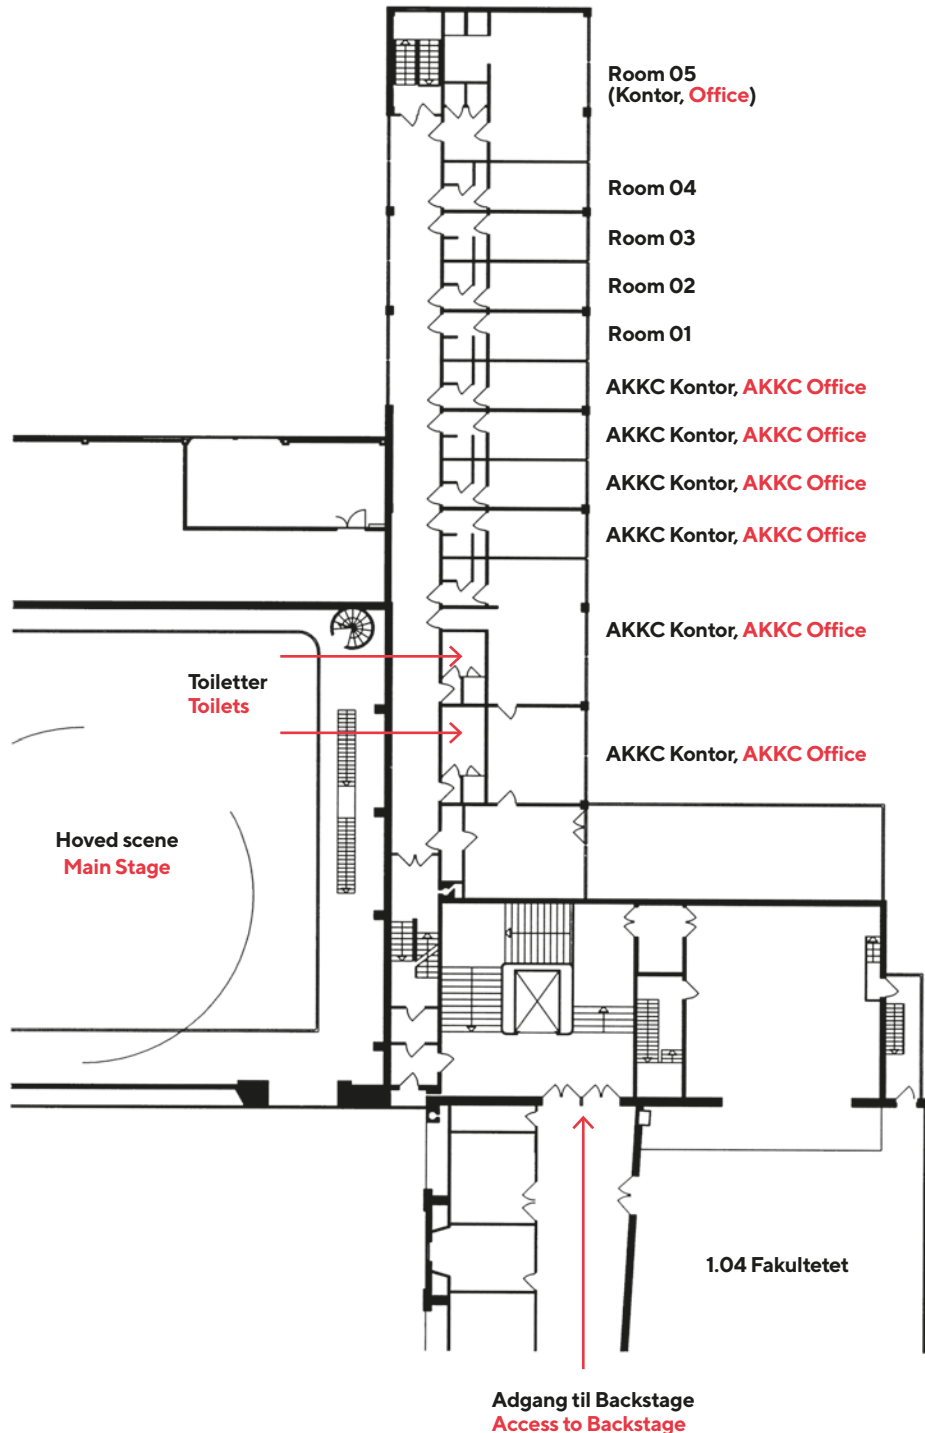 Room 05
(Kontor, Office)
Room 04
Room 03
Room 02
Room 01
AKKC Kontor, AKKC Office
AKKC Kontor, AKKC Office
AKKC Kontor, AKKC Office
AKKC Kontor, AKKC Office
AKKC Kontor, AKKC Office
Toiletter
Toilets
AKKC Kontor, AKKC Office
Hoved scene
Main Stage
1.04 Fakultetet
Adgang til Backstage
Access to Backstage